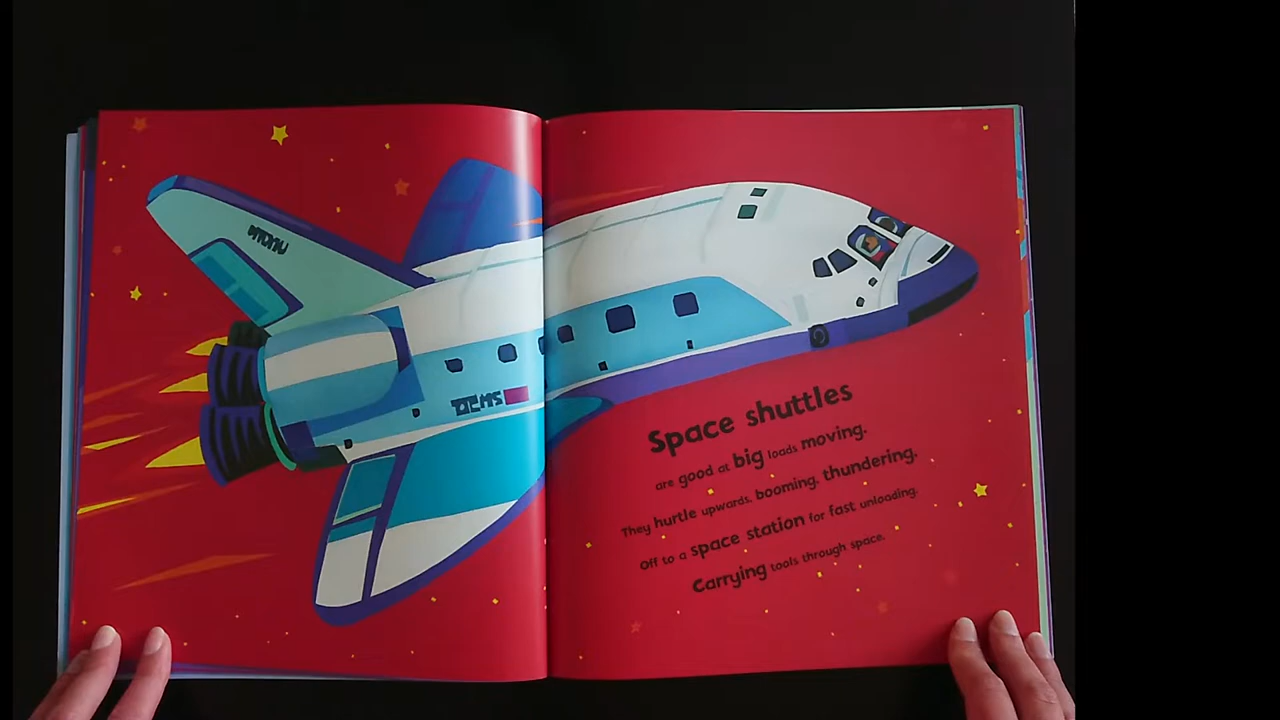 Space shuttles
are good at big loads moving.
They hurtle upwards, booming, thundering.
Off to a space station for fast unloading.
Carrying tools through space.